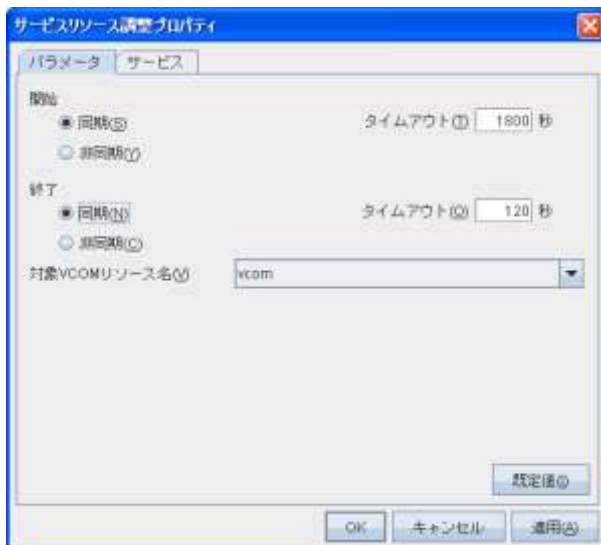 サービスリソース調整プロパティ
パラメータ サービス
開始
同期(S) タイムアウト(T) 1800 秒
非同期(Y)
終了
同期(N) タイムアウト(O) 120 秒
非同期(C)
対象VCOMリソース名(V) vcom
既定値(I)
OK キャンセル 適用(A)